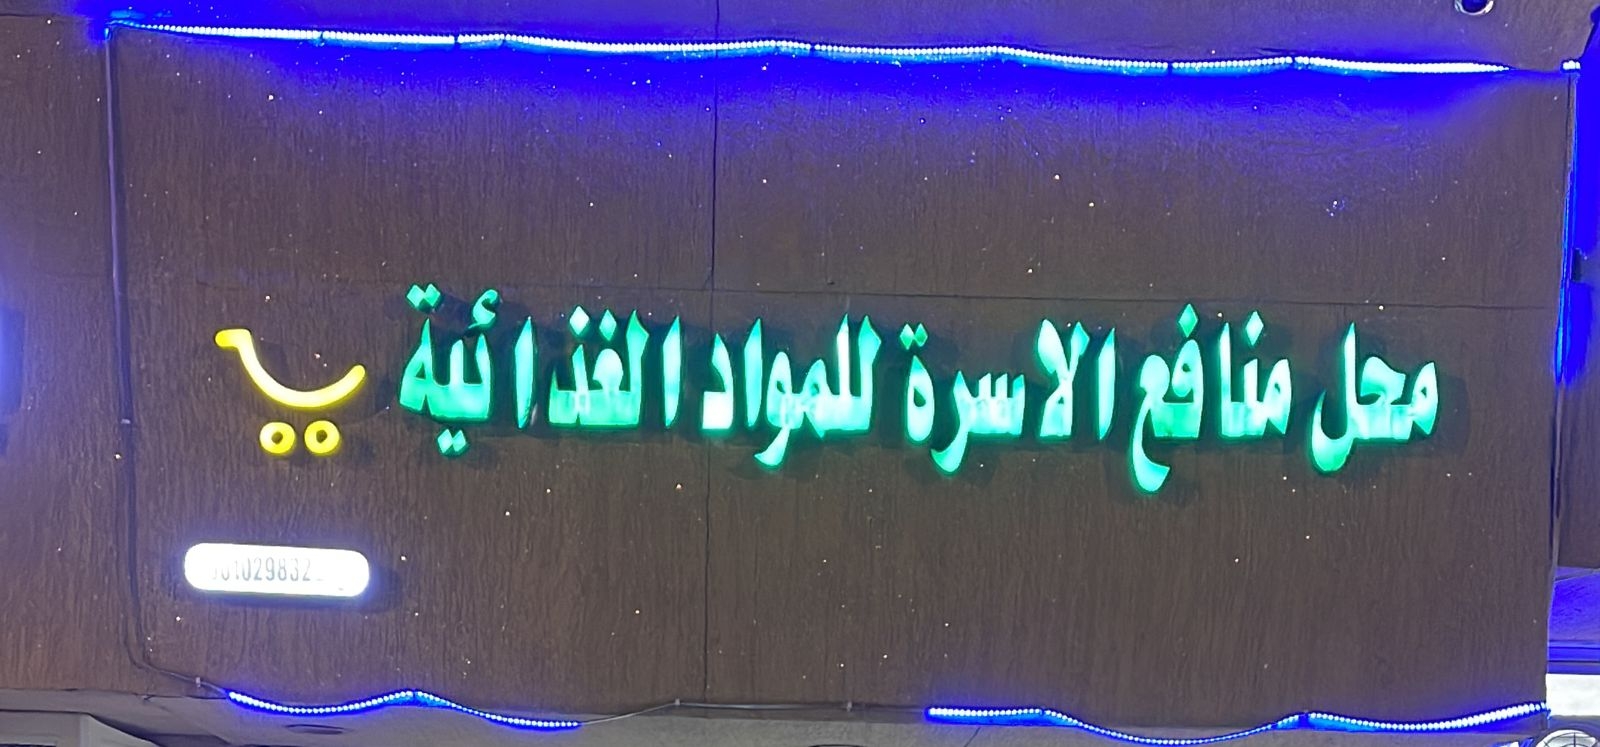 محل منافع الاسرة للمواد الغذائية